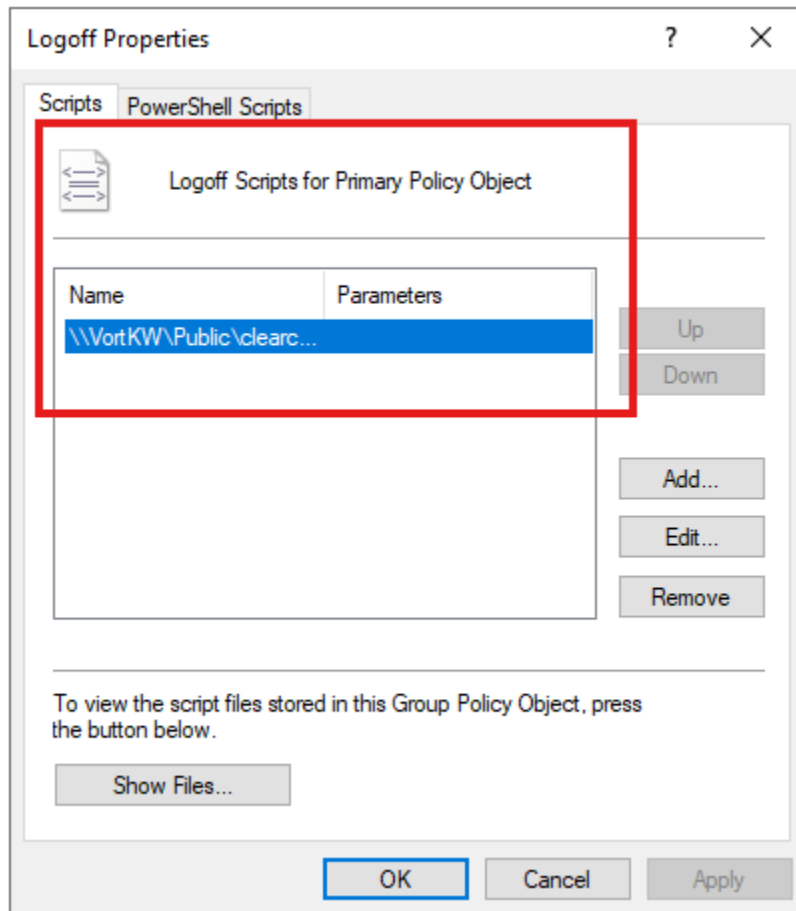 Logoff Properties
?
Scripts
PowerShell Scripts
Logoff Scripts for Primary Policy Object
Name
Parameters
\\VortKW\Public\clearc...
Up
Down
Add...
Edit...
Remove
To view the script files stored in this Group Policy Object, press
the button below.
Show Files...
OK
Cancel
Apply